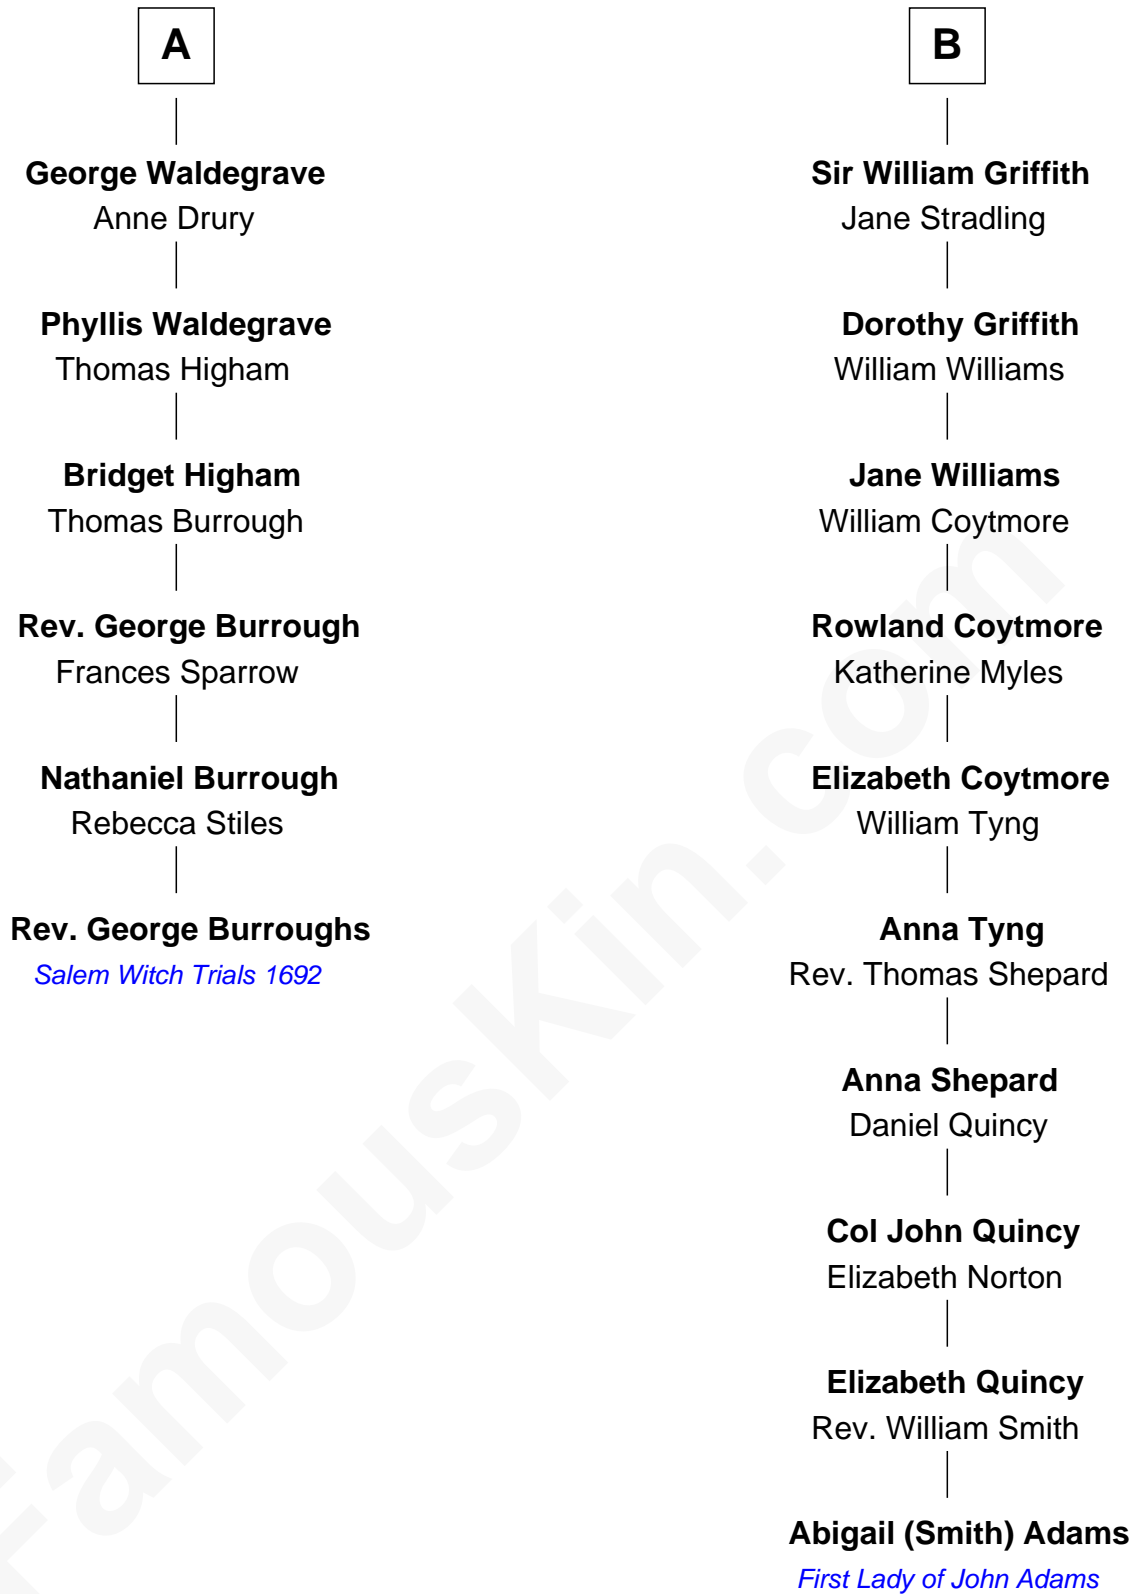 A
George Waldegrave
Anne Drury
Phyllis Waldegrave
Thomas Higham
Bridget Higham
Thomas Burrough
Rev. George Burrough
Frances Sparrow
Nathaniel Burrough
Rebecca Stiles
Rev. George Burroughs
Salem Witch Trials 1692
B
Sir William Griffith
Jane Stradling
Dorothy Griffith
William Williams
Jane Williams
William Coytmore
Rowland Coytmore
Katherine Myles
Elizabeth Coytmore
William Tyng
Anna Tyng
Rev. Thomas Shepard
Anna Shepard
Daniel Quincy
Col John Quincy
Elizabeth Norton
Elizabeth Quincy
Rev. William Smith
Abigail (Smith) Adams
First Lady of John Adams
FamousKin.com